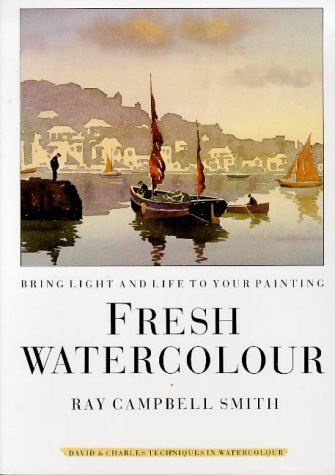 BRING LIGHT AND LIFE TO YOUR PAINTING
FRESH
WATERCOLOUR
RAY CAMPBELL SMITH
· DAVID & CHARLES TECHNIQUES IN WATERCOLOUR ·